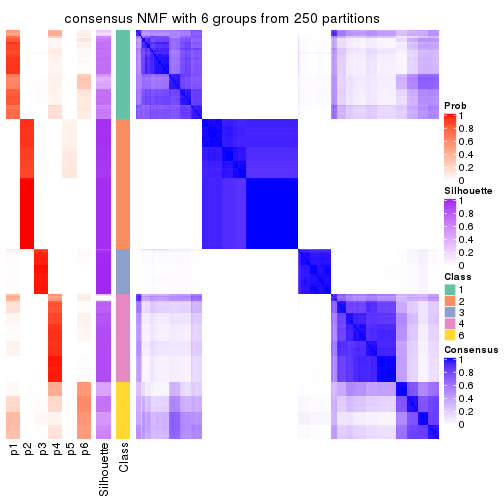 consensus NMF with 6 groups from 250 partitions
Prob
1
0.8
0.6
0.4
0.2
0
Silhouette
1
0.8
0.6
0.4
0.2
0
Class
1
2
3
4
6
Consensus
1
0.8
0.6
0.4
0.2
0
p1
p2
p3
p4
p5
p6
Silhouette
Class